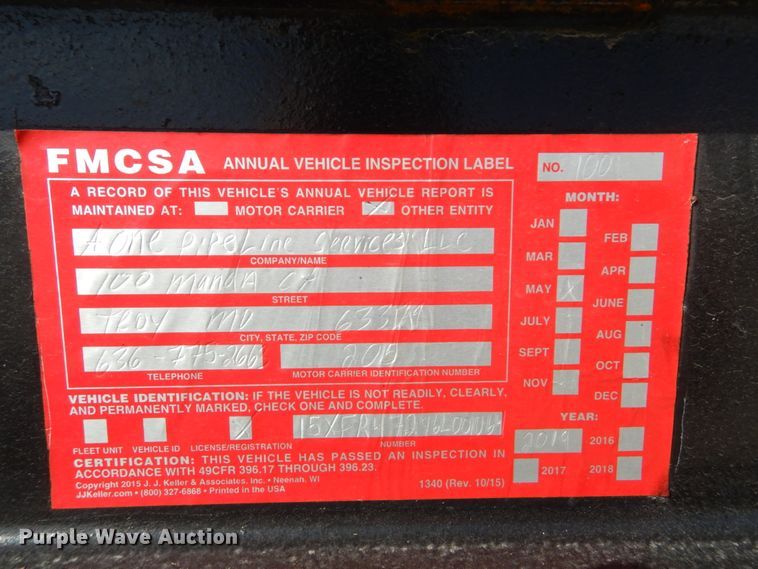 FMCSA ANNUAL VEHICLE INSPECTION LABEL
NO. 1001
A RECORD OF THIS VEHICLE'S ANNUAL VEHICLE REPORT IS
MAINTAINED AT: MOTOR CARRIER X OTHER ENTITY
A One PipeLine Services LLC
COMPANY/NAME
100 MandA Ct
STREET
Troy MO 63379
CITY, STATE, ZIP CODE
TELEPHONE
MOTOR CARRIER IDENTIFICATION NUMBER
VEHICLE IDENTIFICATION: IF THE VEHICLE IS NOT READILY, CLEARLY,
AND PERMANENTLY MARKED, CHECK ONE AND COMPLETE.
X
FLEET UNIT VEHICLE ID LICENSE/REGISTRATION NUMBER
CERTIFICATION: THIS VEHICLE HAS PASSED AN INSPECTION IN
ACCORDANCE WITH 49CFR 396.17 THROUGH 396.23.
Copyright 2015 J. J. Keller & Associates, Inc. • Neenah, WI
JJKeller.com • (800) 327-6868 • Printed in the USA
1340 (Rev. 10/15)
MONTH:
JAN FEB
MAR APR
MAY X JUNE
JULY AUG
SEPT OCT
NOV DEC
YEAR:
2019 2016
2017 2018
Purple Wave Auction